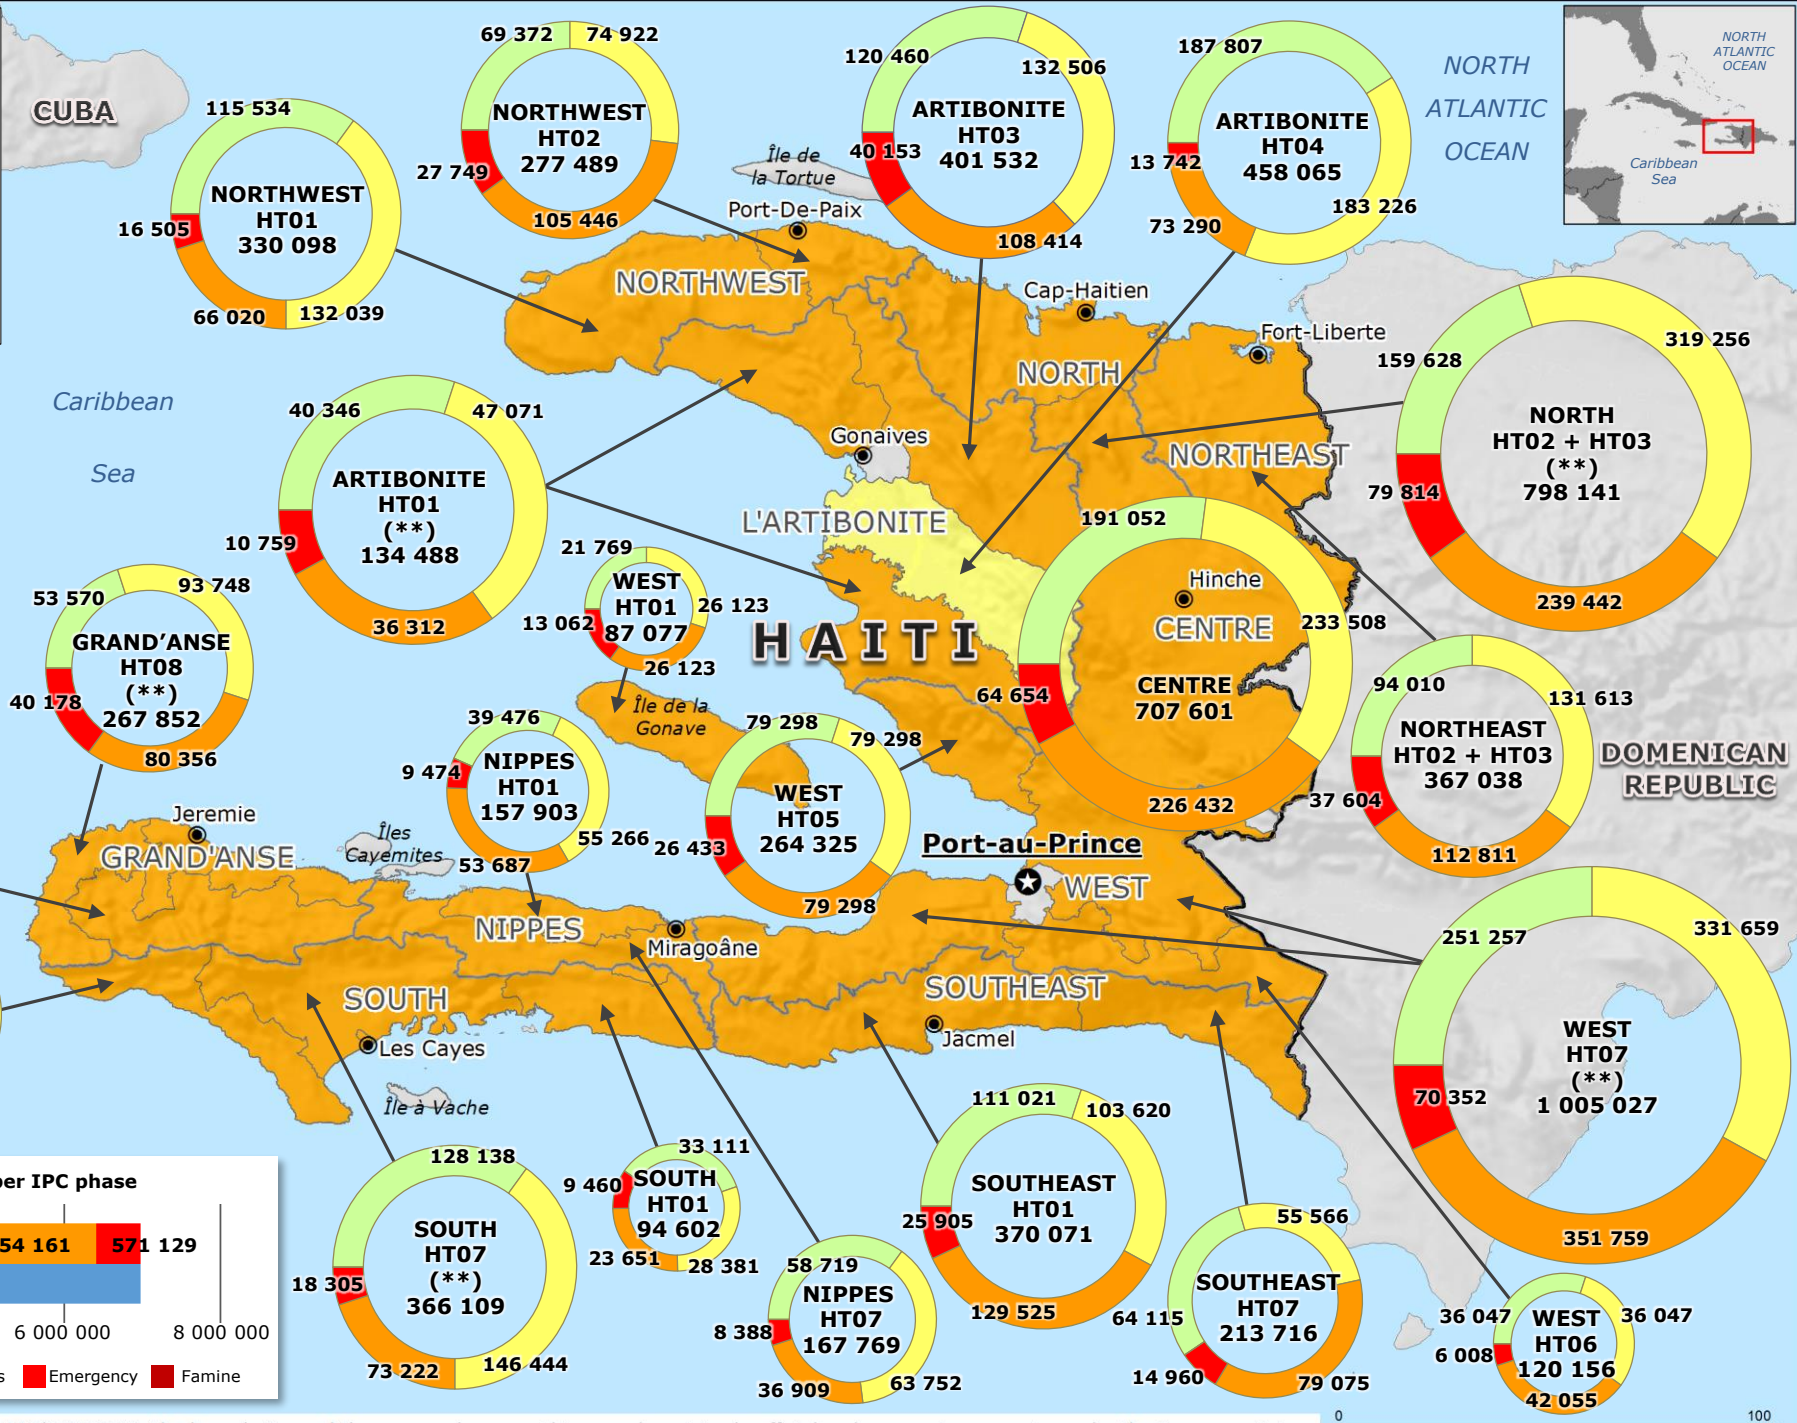 CUBA
115 534
NORTHWEST
HT01
330 098
16 505
66 020
132 039
69 372
74 922
NORTHWEST
HT02
277 489
27 749
105 446
120 460
132 506
ARTIBONITE
HT03
401 532
40 153
108 414
187 807
ARTIBONITE
HT04
458 065
13 742
73 290
183 226
NORTH
ATLANTIC
OCEAN
NORTH
ATLANTIC
OCEAN
Caribbean
Sea
Île de
la Tortue
Port-De-Paix
NORTHWEST
Cap-Haitien
Fort-Liberte
NORTH
NORTHEAST
Gonaives
L'ARTIBONITE
Caribbean
Sea
159 628
319 256
NORTH
HT02 + HT03
(**)
798 141
79 814
239 442
40 346
47 071
ARTIBONITE
HT01
(**)
134 488
10 759
36 312
191 052
Hinche
CENTRE
233 508
CENTRE
707 601
64 654
226 432
21 769
WEST
HT01
87 077
26 123
13 062
26 123
HAITI
53 570
93 748
GRAND'ANSE
HT08
(**)
267 852
40 178
80 356
94 010
131 613
NORTHEAST
HT02 + HT03
367 038
37 604
112 811
DOMENICAN
REPUBLIC
Île de la
Gonave
39 476
NIPPES
HT01
157 903
9 474
55 266
53 687
79 298
79 298
WEST
HT05
264 325
26 433
79 298
Jeremie
GRAND'ANSE
Îles
Cayemites
Port-au-Prince
WEST
NIPPES
Miragoâne
SOUTH
SOUTHEAST
Les Cayes
Jacmel
Île à Vache
251 257
331 659
WEST
HT07
(**)
1 005 027
70 352
351 759
128 138
SOUTH
HT07
(**)
366 109
18 305
73 222
146 444
33 111
9 460
SOUTH
HT01
94 602
23 651
28 381
58 719
NIPPES
HT07
167 769
8 388
36 909
63 752
111 021
103 620
SOUTHEAST
HT01
370 071
25 905
129 525
55 566
SOUTHEAST
HT07
213 716
64 115
14 960
79 075
36 047
36 047
WEST
HT06
120 156
6 008
42 055
per IPC phase
54 161
571 129
6 000 000
8 000 000
s
Emergency
Famine
0
100